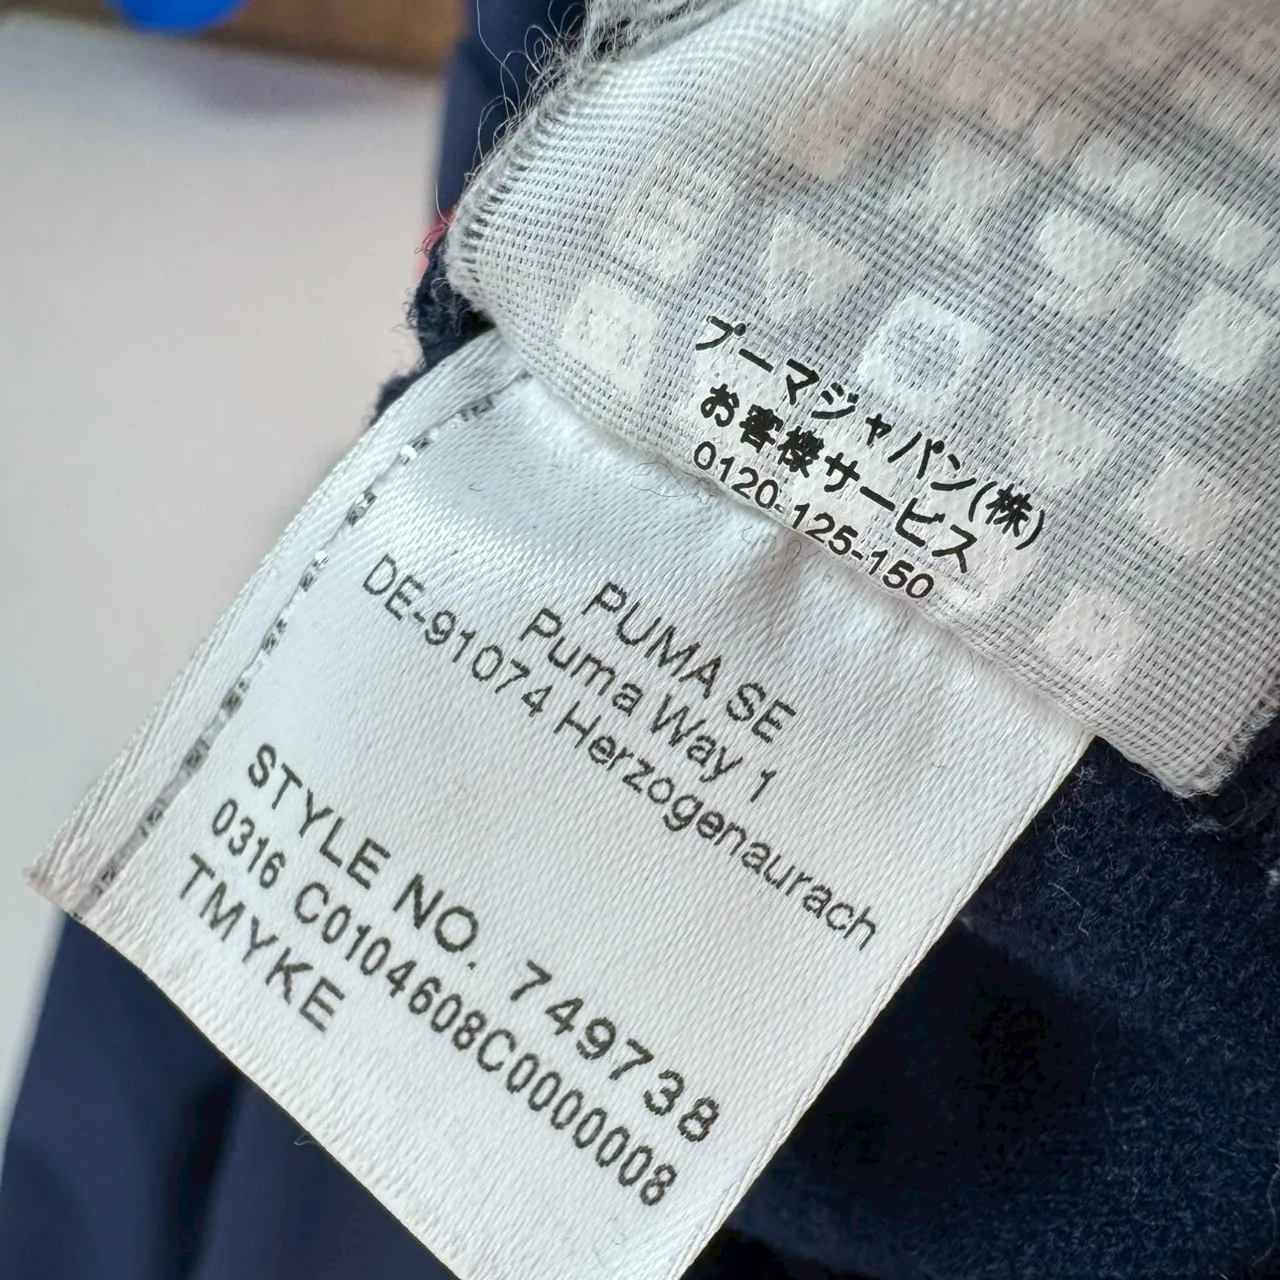 プーマジャパン(株)
お客様サービス
0120-125-150
PUMA SE
Puma Way 1
DE-91074 Herzogenaurach
STYLE NO. 749738
0316 C0104608C0000008
TMYKE